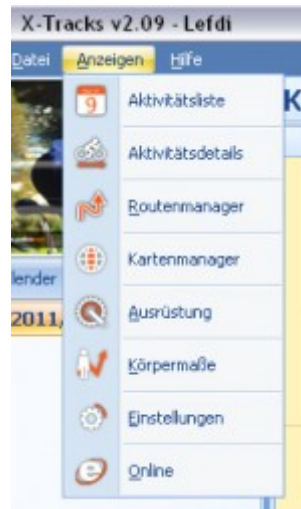 X-Tracks v2.09 - Lefdi
Datei Anzeigen Hilfe
9
Aktivitätsliste
K
Aktivitätsdetails
Routenmanager
Kartenmanager
lender
2011/
Ausrüstung
Körpermaße
Einstellungen
Online